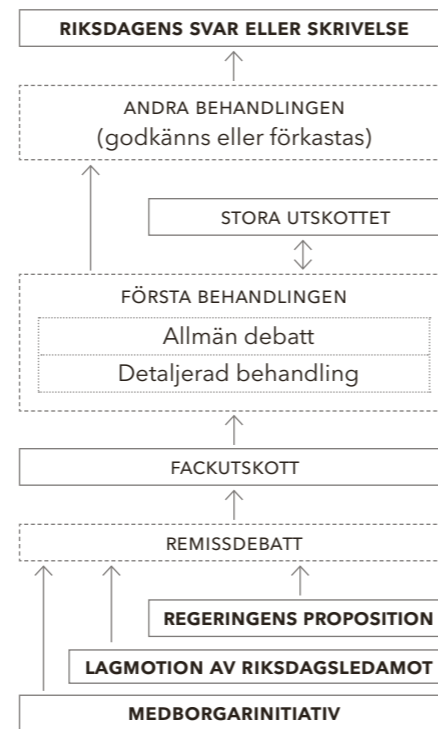 RIKSDAGENS SVAR ELLER SKRIVELSE
ANDRA BEHANDLINGEN
(godkänns eller förkastas)
STORA UTSKOTTET
FÖRSTA BEHANDLINGEN
Allmän debatt
Detaljerad behandling
FACKUTSKOTT
REMISSDEBATT
REGERINGENS PROPOSITION
LAGMOTION AV RIKSDAGSLEDAMOT
MEDBORGARINITIATIV